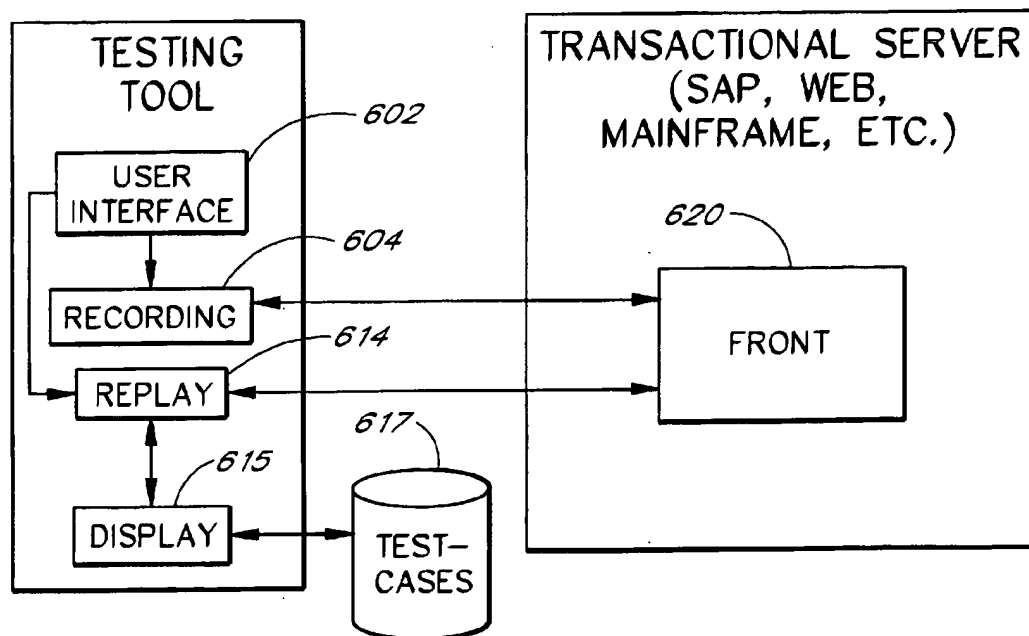 TESTING
TOOL
602
USER
INTERFACE
604
RECORDING
614
REPLAY
615
DISPLAY
617
TEST-
CASES
TRANSACTIONAL SERVER
(SAP, WEB,
MAINFRAME, ETC.)
620
FRONT